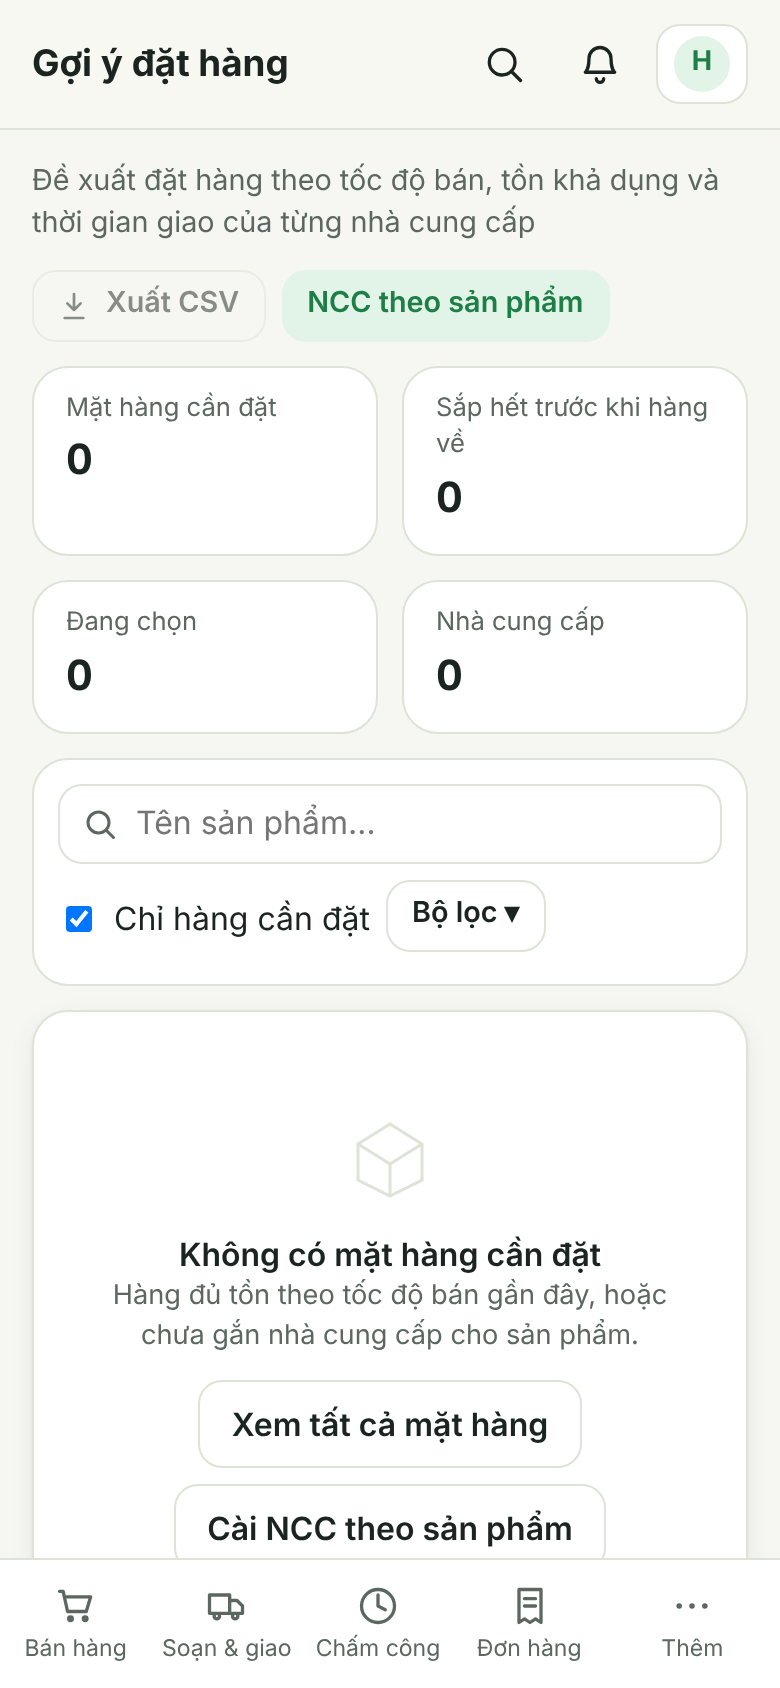 Gợi ý đặt hàng
H
Đề xuất đặt hàng theo tốc độ bán, tồn khả dụng và
thời gian giao của từng nhà cung cấp
Xuất CSV
NCC theo sản phẩm
Mặt hàng cần đặt
0
Sắp hết trước khi hàng
về
0
Đang chọn
0
Nhà cung cấp
0
Tên sản phẩm...
Chỉ hàng cần đặt
Bộ lọc ▾
Không có mặt hàng cần đặt
Hàng đủ tồn theo tốc độ bán gần đây, hoặc
chưa gắn nhà cung cấp cho sản phẩm.
Xem tất cả mặt hàng
Cài NCC theo sản phẩm
Bán hàng
Soạn & giao
Chấm công
Đơn hàng
Thêm